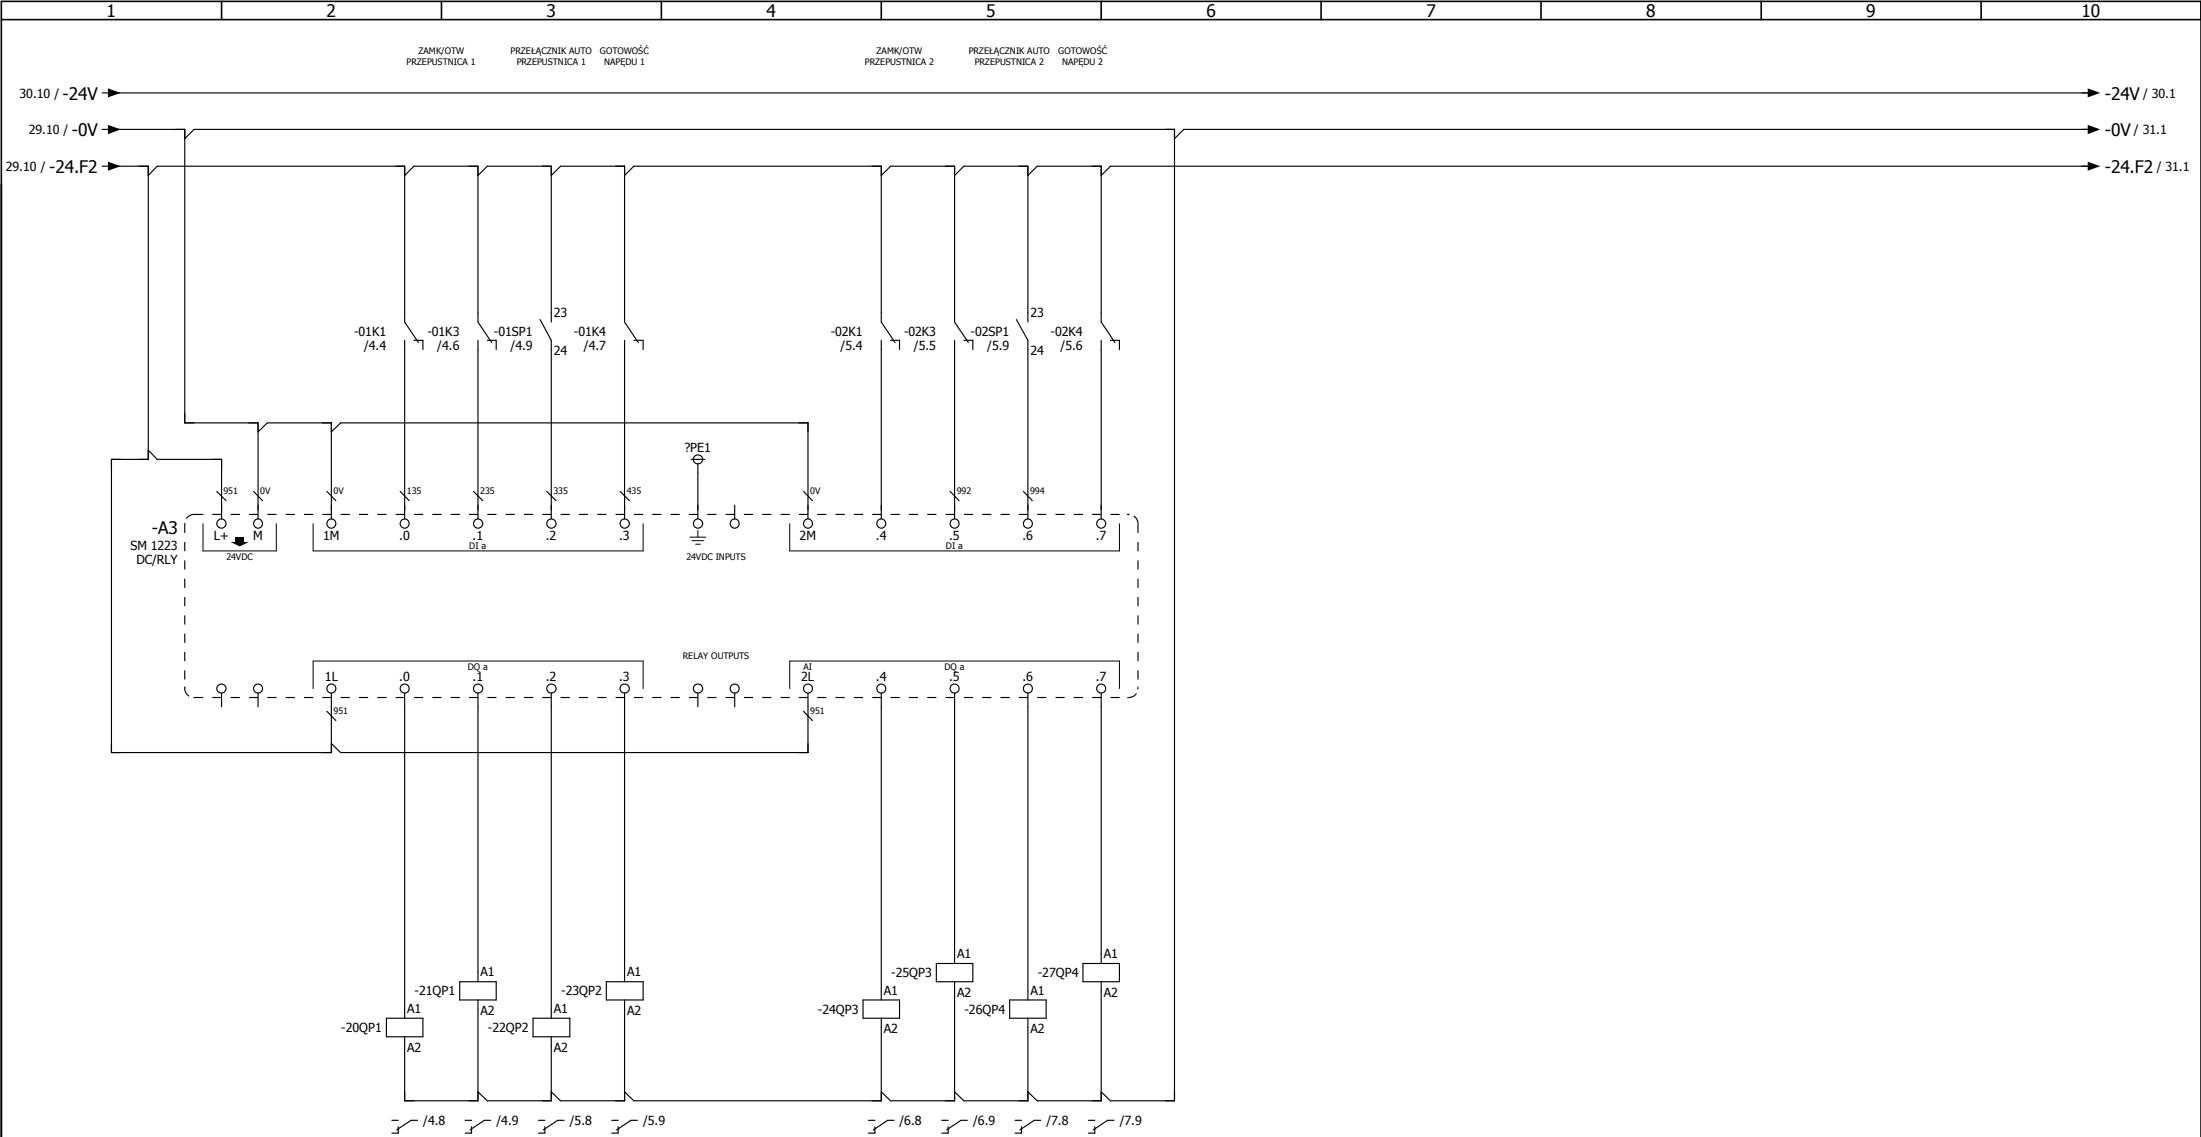 1 2 3 4 5 6 7 8 9 10
ZAMK/OTW PRZEŁĄCZNIK AUTO GOTOWOŚĆ ZAMK/OTW PRZEŁĄCZNIK AUTO GOTOWOŚĆ
PRZEPUSTNICA 1 PRZEPUSTNICA 1 NAPĘDU 1 PRZEPUSTNICA 2 PRZEPUSTNICA 2 NAPĘDU 2
30.10 / -24V -24V / 30.1
29.10 / -0V -0V / 31.1
29.10 / -24.F2 -24.F2 / 31.1
23 23
-01K1 -01K3 -01SP1 -01K4 -02K1 -02K3 -02SP1 -02K4
/4.4 /4.6 /4.9 /4.7 /5.4 /5.5 /5.9 /5.6
24 24
?PE1
951 0V 0V 135 235 335 435 0V 992 994
-A3
SM 1223
DC/RLY
L+ M 1M .0 .1 .2 .3 2M .4 .5 .6 .7
DI a DI a
24VDC 24VDC INPUTS
RELAY OUTPUTS
DQ a AI DQ a
1L .0 .1 .2 .3 2L .4 .5 .6 .7
951 951
A1 A1
-25QP3 -27QP4
A2 A2
A1 A1
-21QP1 -23QP2
A2 A2
A1 A1
-24QP3 -26QP4
A2 A2
A1 A1
-20QP1 -22QP2
A2 A2
/4.8 /4.9 /5.8 /5.9 /6.8 /6.9 /7.8 /7.9